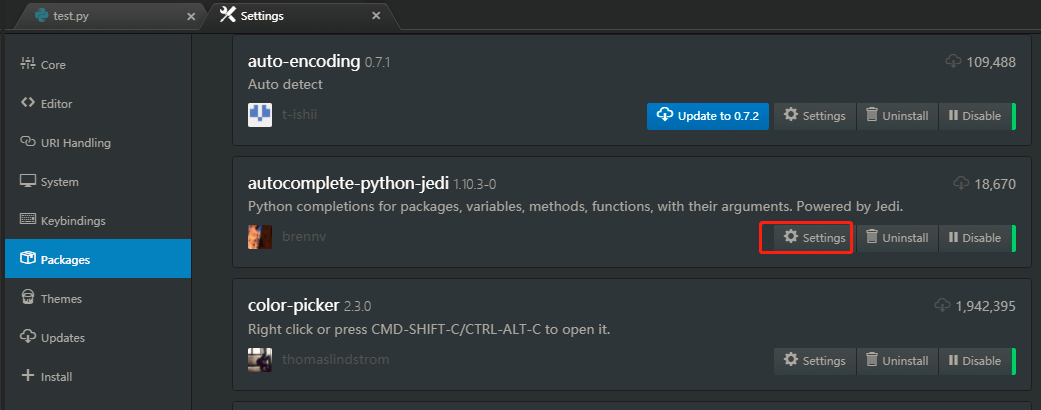 test.py
Settings
Core
Editor
URI Handling
System
Keybindings
Packages
Themes
Updates
Install
auto-encoding 0.7.1
109,488
Auto detect
t-ishii
Update to 0.7.2 Settings Uninstall Disable
autocomplete-python-jedi 1.10.3-0
18,670
Python completions for packages, variables, methods, functions, with their arguments. Powered by Jedi.
brennv
Settings Uninstall Disable
color-picker 2.3.0
1,942,395
Right click or press CMD-SHIFT-C/CTRL-ALT-C to open it.
thomaslindstrom
Settings Uninstall Disable